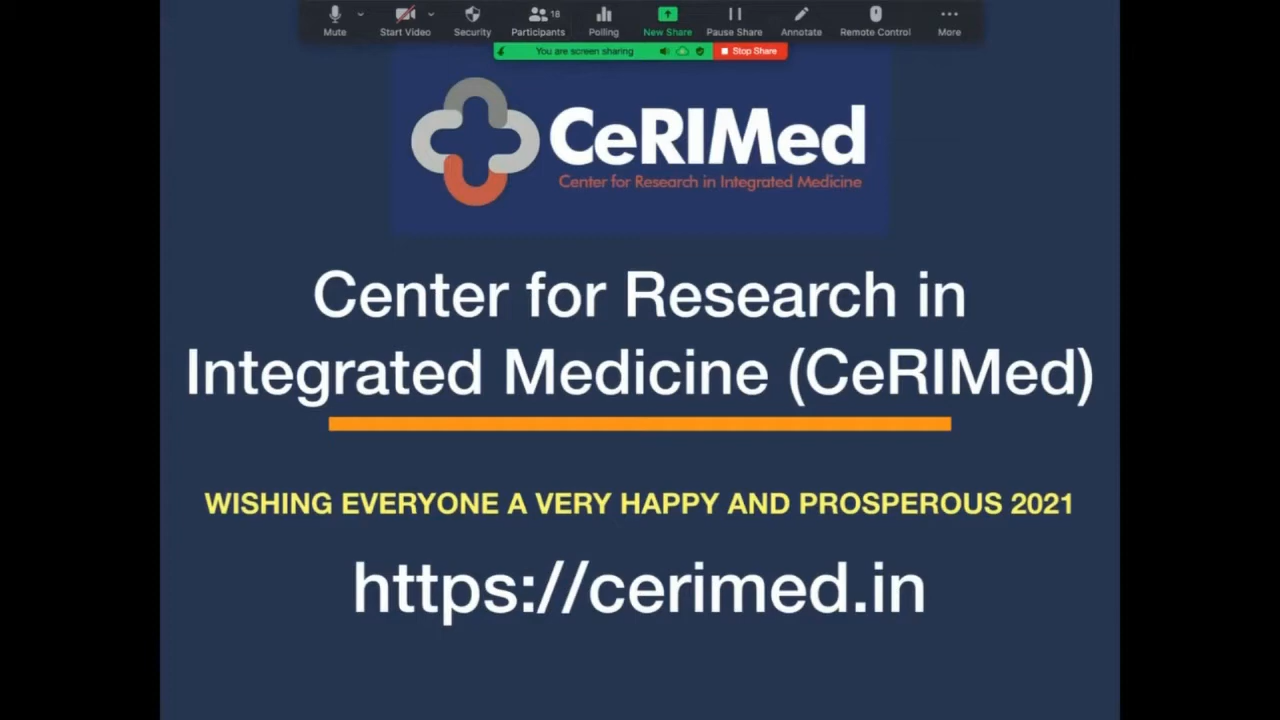 Mute Start Video Security Participants 18 Polling New Share Pause Share Annotate Remote Control More
You are screen sharing Stop Share
CeRIMed
Center for Research in Integrated Medicine
Center for Research in
Integrated Medicine (CeRIMed)
WISHING EVERYONE A VERY HAPPY AND PROSPEROUS 2021
https://cerimed.in